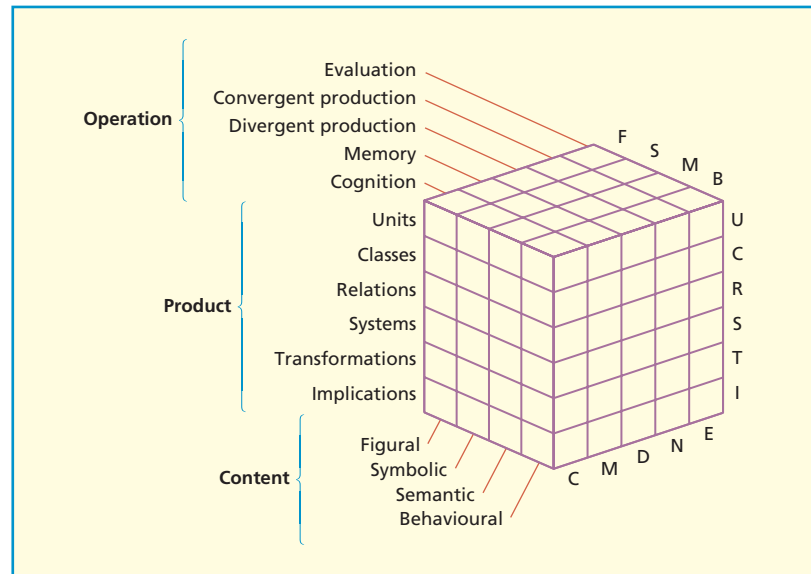 Operation
Evaluation
Convergent production
Divergent production
Memory
Cognition
Product
Units
Classes
Relations
Systems
Transformations
Implications
Content
Figural
Symbolic
Semantic
Behavioural
F
S
M
B
U
C
R
S
T
I
C
M
D
N
E